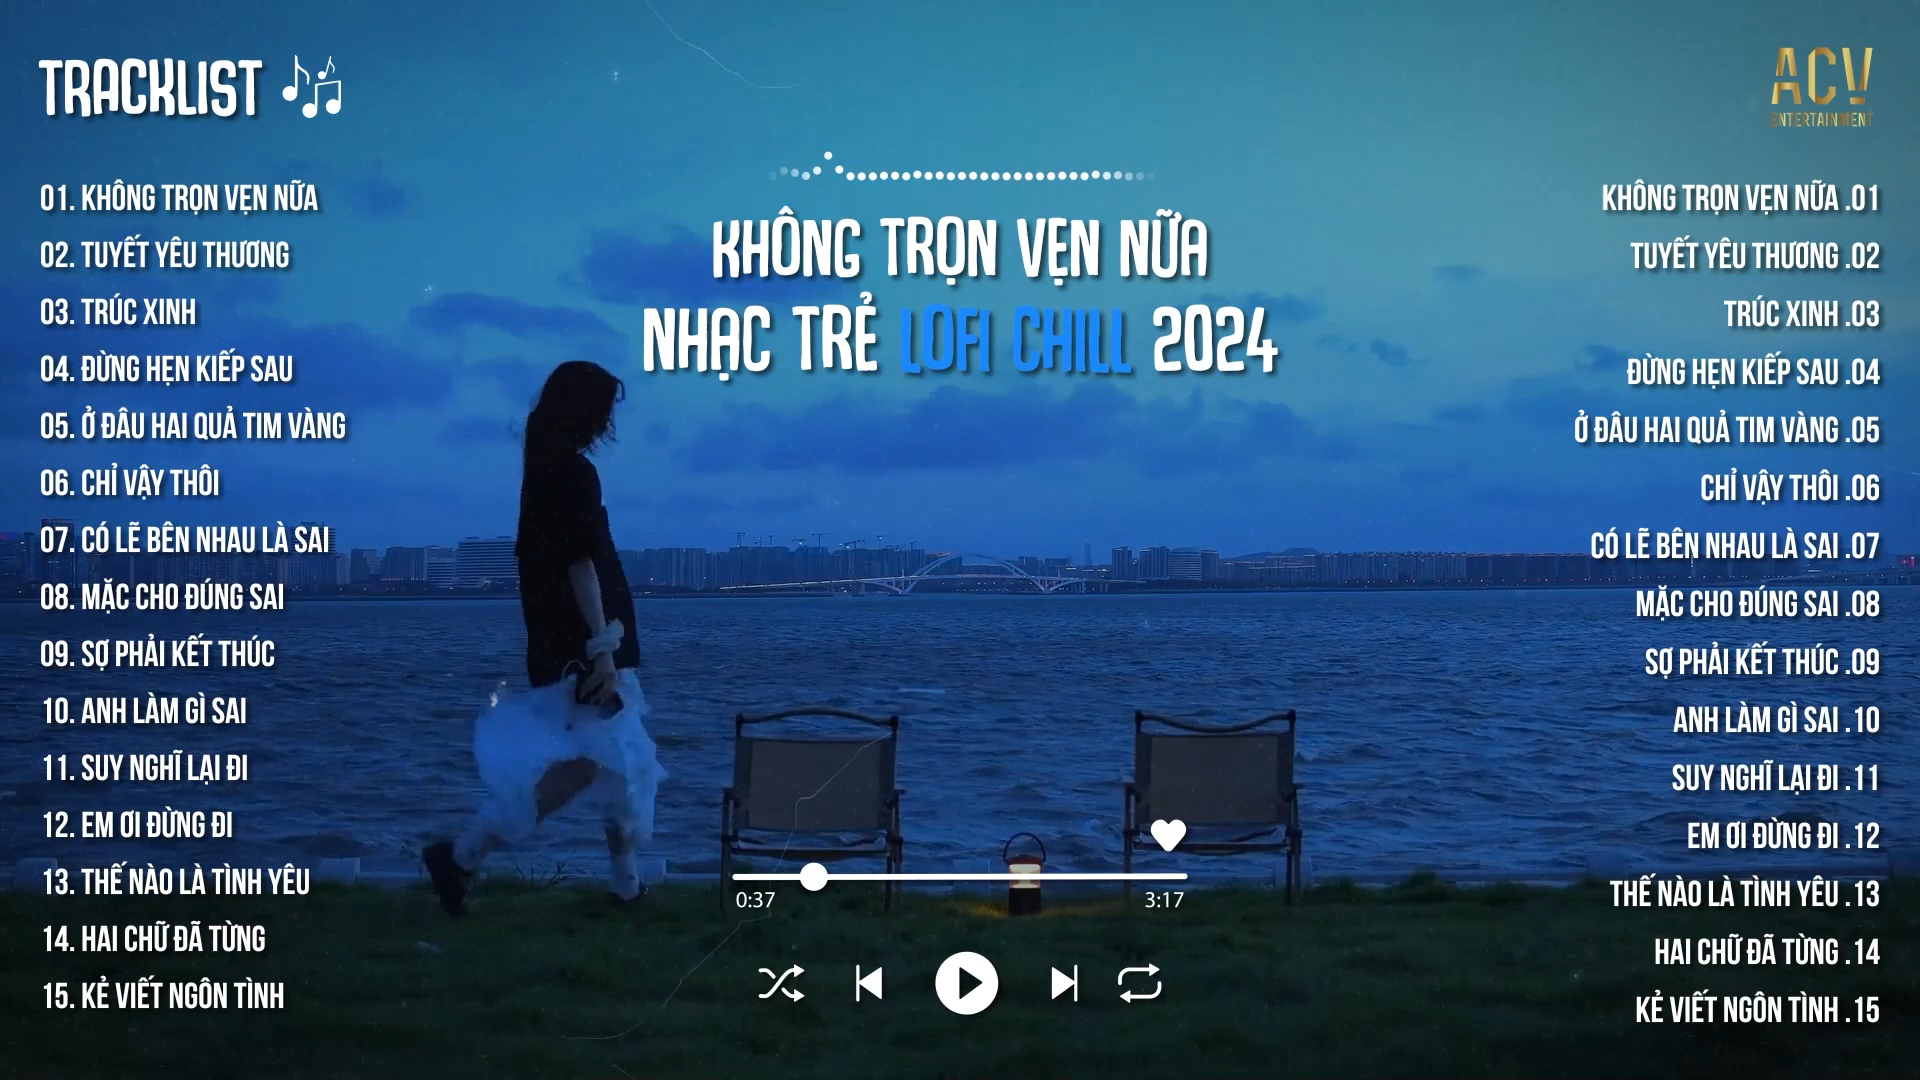 TRACKLIST
ACV
ENTERTAINMENT
KHÔNG TRỌN VẸN NỮA
NHẠC TRẺ LOFI CHILL 2024
01. KHÔNG TRỌN VẸN NỮA
02. TUYẾT YÊU THƯƠNG
03. TRÚC XINH
04. ĐỪNG HẸN KIẾP SAU
05. Ở ĐÂU HAI QUẢ TIM VÀNG
06. CHỈ VẬY THÔI
07. CÓ LẼ BÊN NHAU LÀ SAI
08. MẶC CHO ĐÚNG SAI
09. SỢ PHẢI KẾT THÚC
10. ANH LÀM GÌ SAI
11. SUY NGHĨ LẠI ĐI
12. EM ƠI ĐỪNG ĐI
13. THẾ NÀO LÀ TÌNH YÊU
14. HAI CHỮ ĐÃ TỪNG
15. KẺ VIẾT NGÔN TÌNH
KHÔNG TRỌN VẸN NỮA .01
TUYẾT YÊU THƯƠNG .02
TRÚC XINH .03
ĐỪNG HẸN KIẾP SAU .04
Ở ĐÂU HAI QUẢ TIM VÀNG .05
CHỈ VẬY THÔI .06
CÓ LẼ BÊN NHAU LÀ SAI .07
MẶC CHO ĐÚNG SAI .08
SỢ PHẢI KẾT THÚC .09
ANH LÀM GÌ SAI .10
SUY NGHĨ LẠI ĐI .11
EM ƠI ĐỪNG ĐI .12
THẾ NÀO LÀ TÌNH YÊU .13
HAI CHỮ ĐÃ TỪNG .14
KẺ VIẾT NGÔN TÌNH .15
0:37
3:17